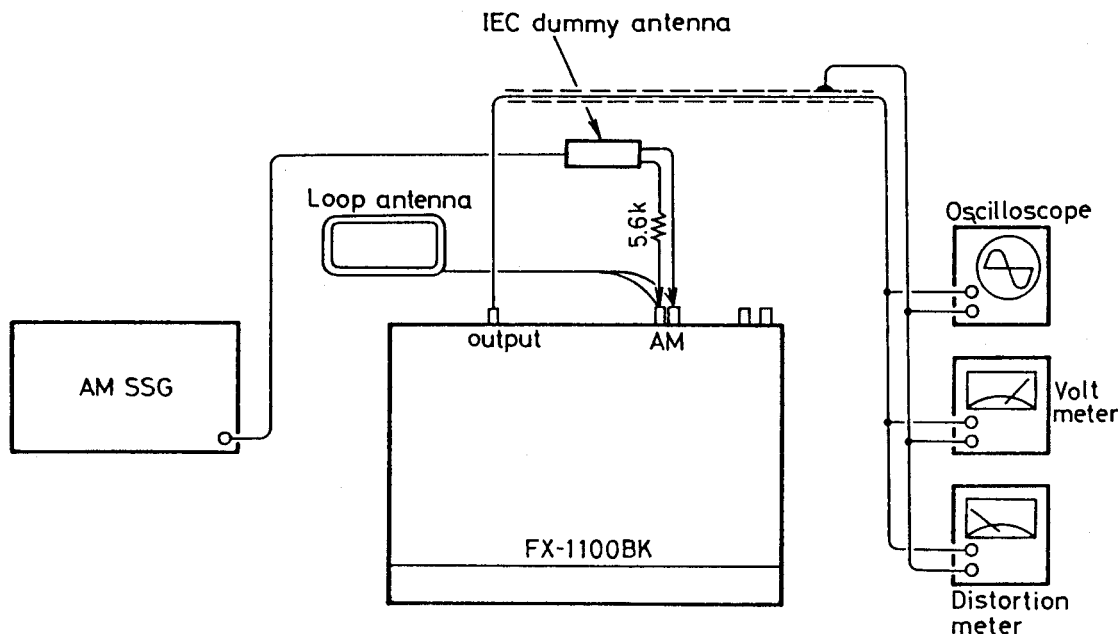 IEC dummy antenna
Loop antenna
5.6k
Oscilloscope
output
AM
AM SSG
Volt
meter
FX-1100BK
Distortion
meter